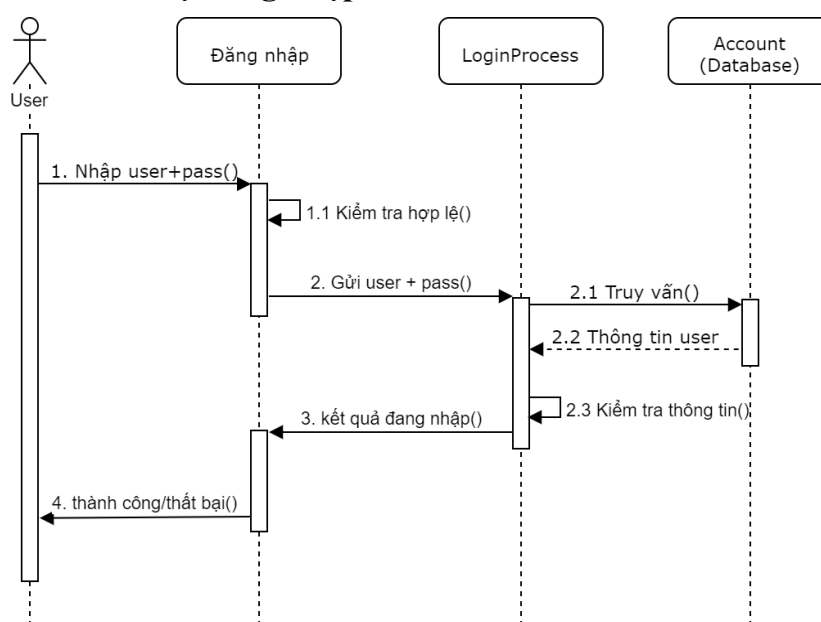 Đăng nhập
LoginProcess
Account
(Database)
User
1. Nhập user+pass()
1.1 Kiểm tra hợp lệ()
2. Gửi user + pass()
2.1 Truy vấn()
2.2 Thông tin user
2.3 Kiểm tra thông tin()
3. kết quả đang nhập()
4. thành công/thất bại()